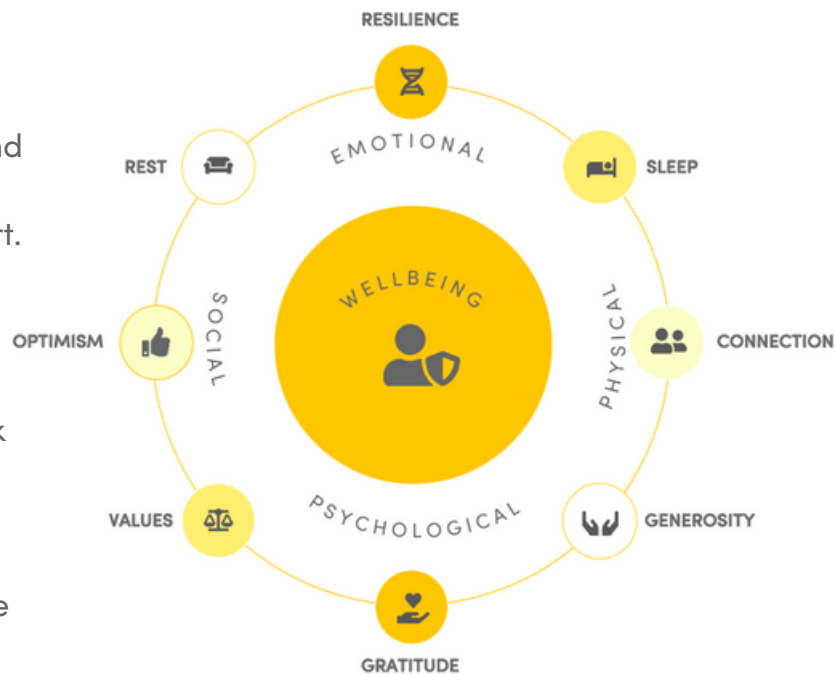 RESILIENCE
EMOTIONAL
REST
SLEEP
WELLBEING
SOCIAL
PHYSICAL
OPTIMISM
CONNECTION
PSYCHOLOGICAL
VALUES
GENEROSITY
GRATITUDE